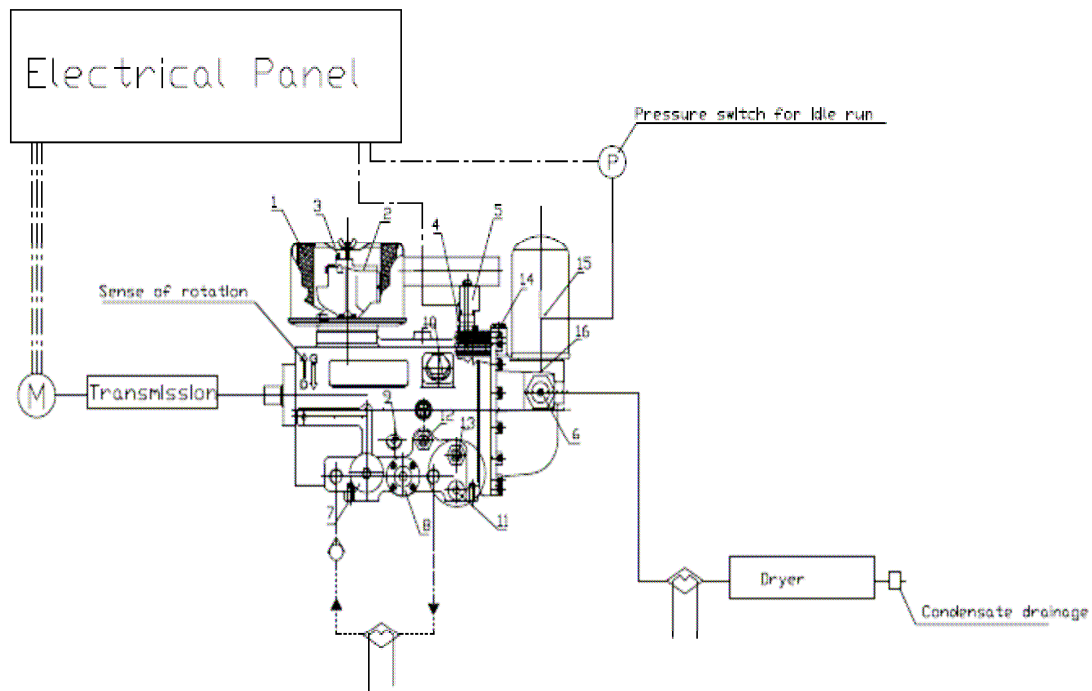 Electrical Panel
Pressure switch for idle run
P
1
3
2
4
5
15
14
Sense of rotation
10
16
M
Transmission
9
12
13
6
7
8
11
Dryer
Condensate drainage